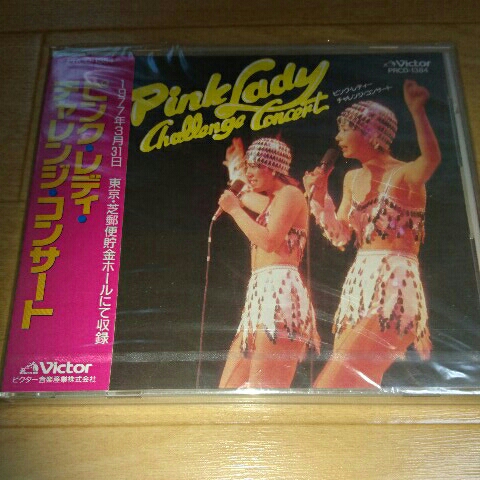 ピンク・レディー・
チャレンジ・コンサート
1977年3月31日 東京・芝郵便貯金ホールにて収録
Victor
ビクター音楽産業株式会社
Victor
PRCD-1384
Pink Lady
Challenge Concert
ピンク・レディー
チャレンジ・コンサート